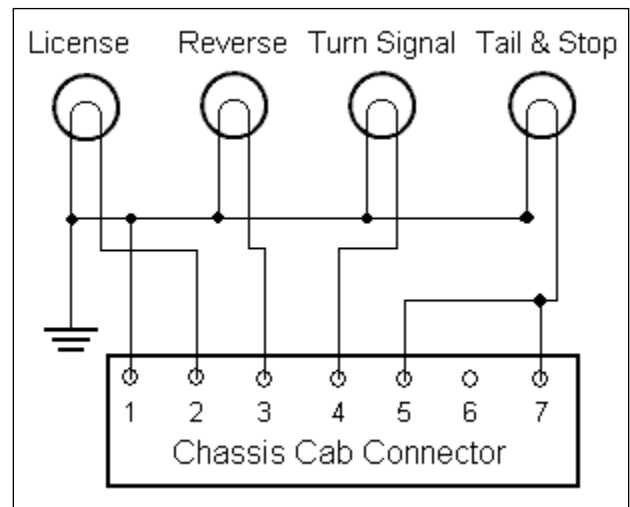 License Reverse Turn Signal Tail & Stop
1 2 3 4 5 6 7
Chassis Cab Connector